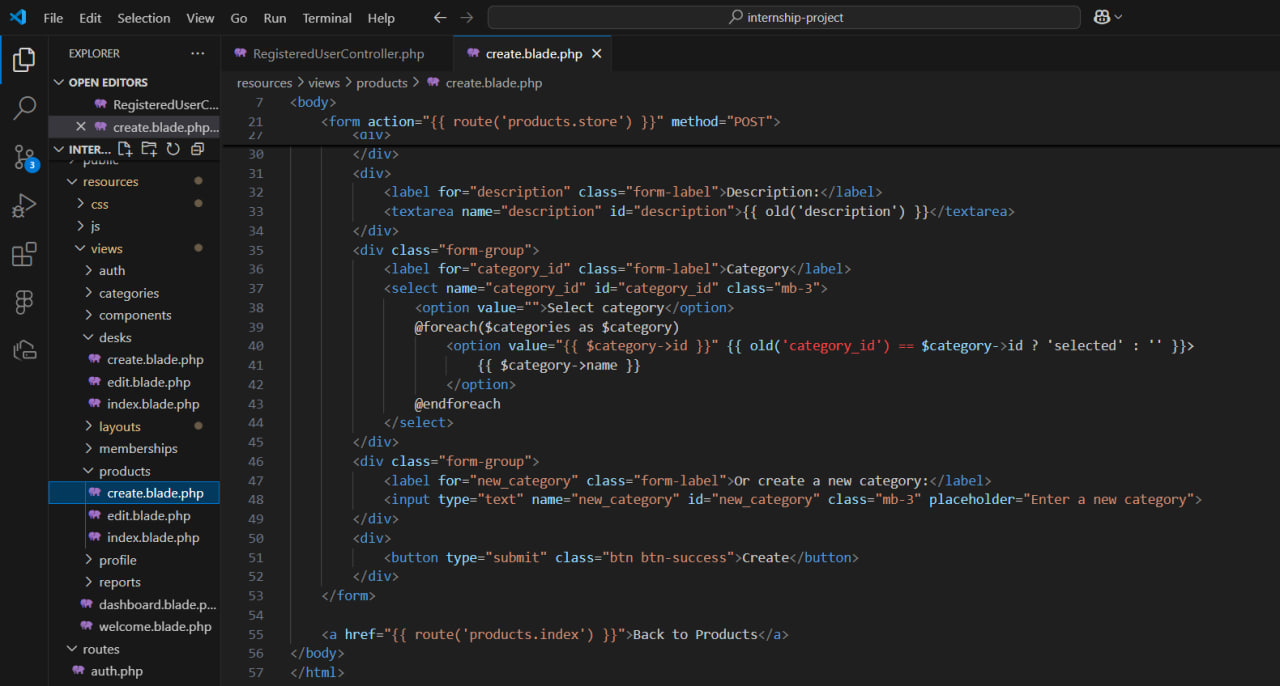 File Edit Selection View Go Run Terminal Help internship-project
EXPLORER
OPEN EDITORS
RegisteredUserC...
create.blade.php...
INTER...
3
public
resources
css
js
views
auth
categories
components
desks
create.blade.php
edit.blade.php
index.blade.php
layouts
memberships
products
create.blade.php
edit.blade.php
index.blade.php
profile
reports
dashboard.blade.p...
welcome.blade.php
routes
auth.php
RegisteredUserController.php create.blade.php
resources > views > products > create.blade.php
7 <body>
21 <form action="{{ route('products.store') }}" method="POST">
27 <div>
30 </div>
31 <div>
32 <label for="description" class="form-label">Description:</label>
33 <textarea name="description" id="description">{{ old('description') }}</textarea>
34 </div>
35 <div class="form-group">
36 <label for="category_id" class="form-label">Category</label>
37 <select name="category_id" id="category_id" class="mb-3">
38 <option value="">Select category</option>
39 @foreach($categories as $category)
40 <option value="{{ $category->id }}" {{ old('category_id') == $category->id ? 'selected' : '' }}>
41 {{ $category->name }}
42 </option>
43 @endforeach
44 </select>
45 </div>
46 <div class="form-group">
47 <label for="new_category" class="form-label">Or create a new category:</label>
48 <input type="text" name="new_category" id="new_category" class="mb-3" placeholder="Enter a new category">
49 </div>
50 <div>
51 <button type="submit" class="btn btn-success">Create</button>
52 </div>
53 </form>
54
55 <a href="{{ route('products.index') }}">Back to Products</a>
56 </body>
57 </html>